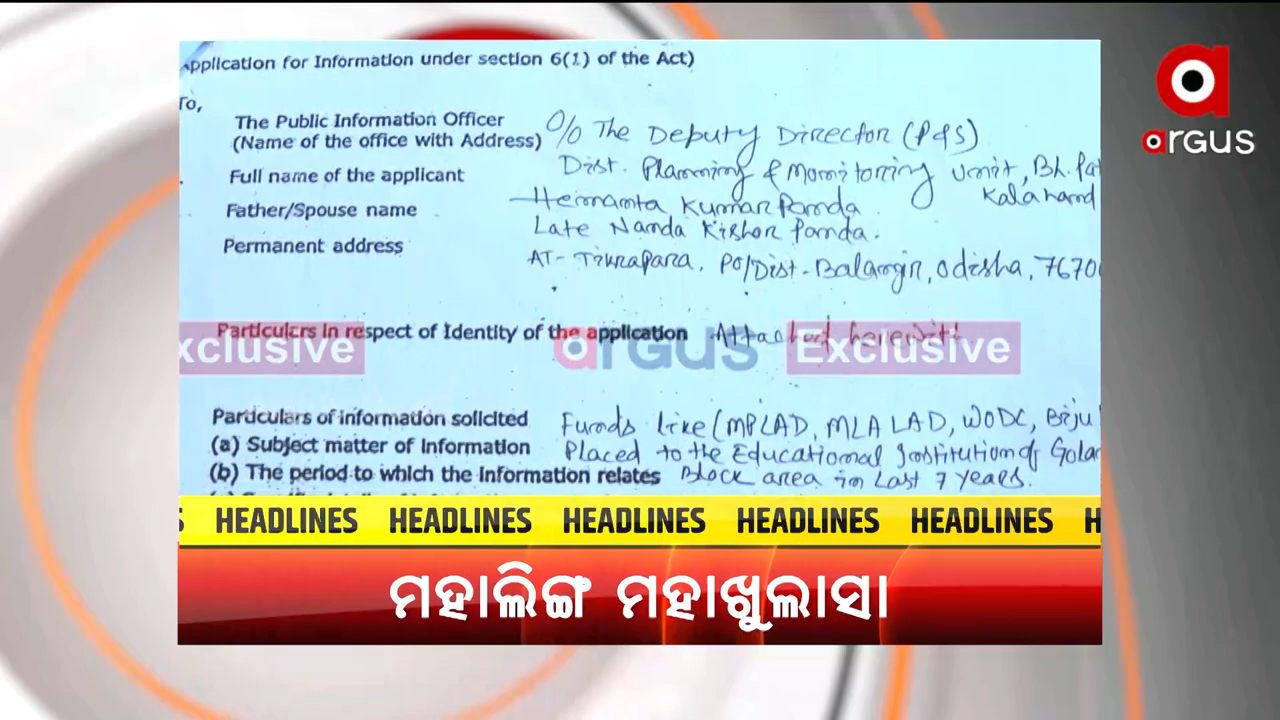 Application for Information under section 6(1) of the Act)
To,
The Public Information Officer
(Name of the office with Address) O/o The Deputy Director (P&S)
Dist. Planning & Monitoring Unit, Bh. Pat
Kalahand
Full name of the applicant Hemanta Kumar Panda
Father/Spouse name Late Nanda Kishor Panda.
Permanent address AT- Tikrapara, PO/Dist- Balangir, Odisha, 7670
Particulars in respect of Identity of the application Attached herewith
xclusive argus Exclusive
Particulars of information solicited Funds like (MPLAD, MLA LAD, WODC, Biju
(a) Subject matter of Information Placed to the Educational Institution of Golam
(b) The period to which the Information relates Block area in Last 7 years.
argus
S HEADLINES HEADLINES HEADLINES HEADLINES HEADLINES H
ମହାଲିଙ୍ଗ ମହାଖୁଲାସା